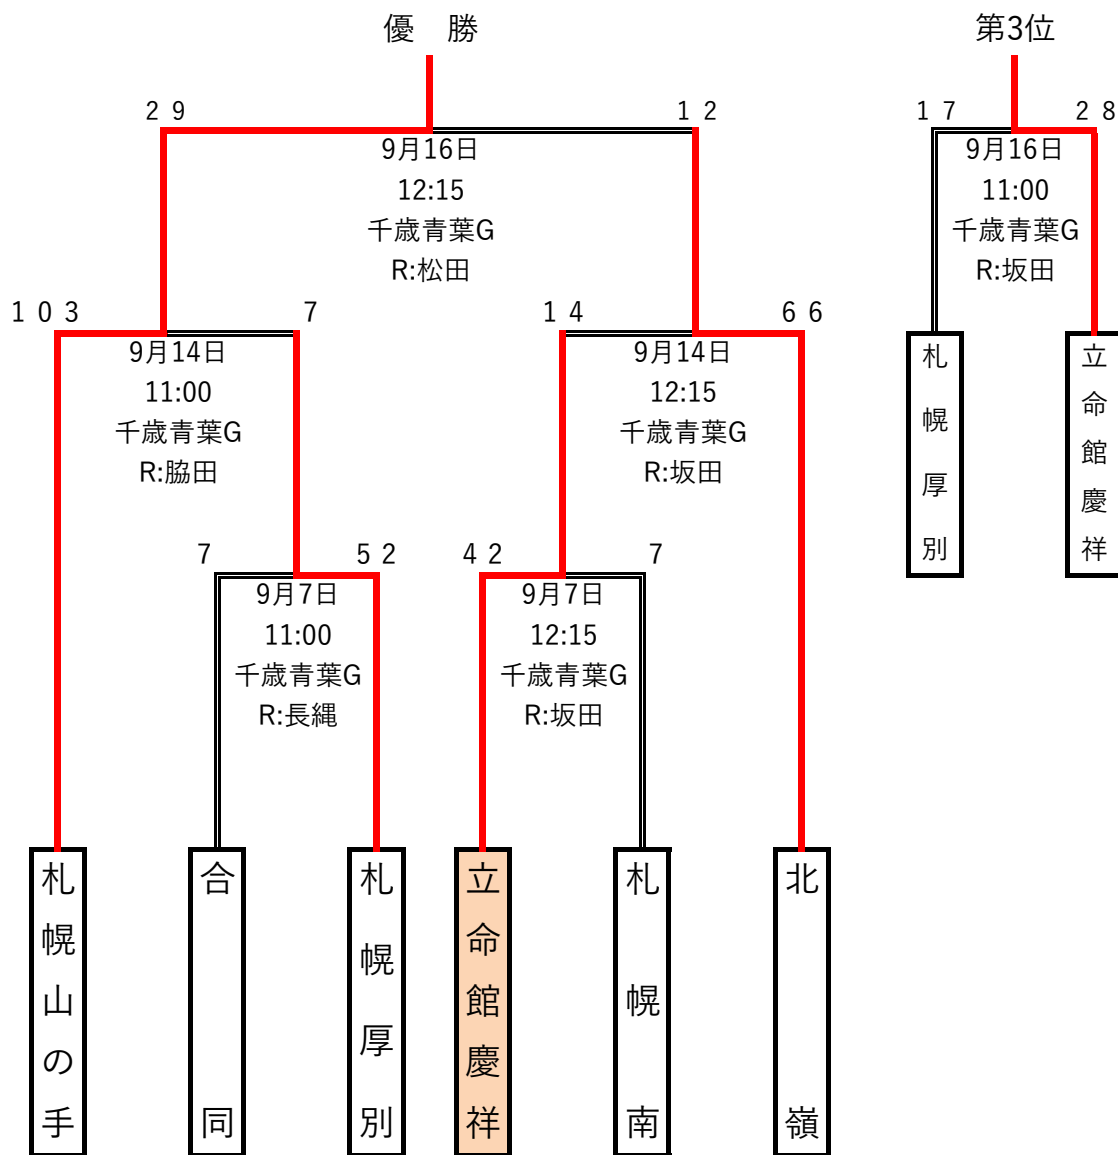 優　勝
第3位
２９
１２
１７
２８
9月16日
12:15
千歳青葉G
R:松田
9月16日
11:00
千歳青葉G
R:坂田
１０３
７
１４
６６
9月14日
11:00
千歳青葉G
R:脇田
9月14日
12:15
千歳青葉G
R:坂田
札幌厚別
立命館慶祥
７
５２
４２
７
9月7日
11:00
千歳青葉G
R:長縄
9月7日
12:15
千歳青葉G
R:坂田
札幌山の手
合同
札幌厚別
立命館慶祥
札幌南
北嶺